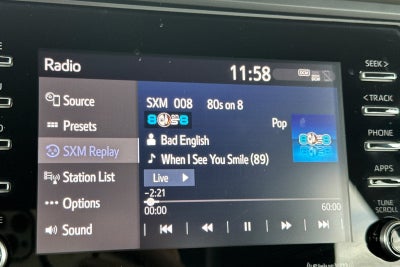 Radio
11:58
DCM
Source
Presets
SXM Replay
Station List
Options
Sound
SXM 008 80s on 8
Pop
Bad English
When I See You Smile (89)
Live
-2:21
00:00
60:00
SEEK >
< TRACK
PHONE
APPS
TUNE
SCROLL